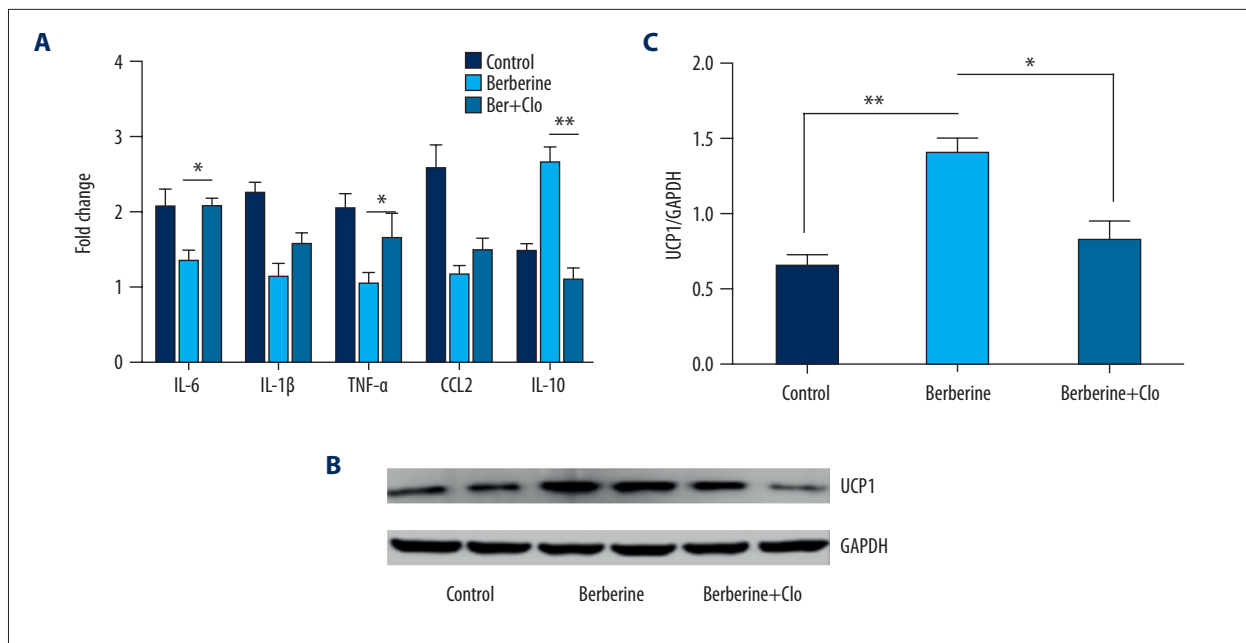 A
4
3
2
1
0
Fold change
Control
Berberine
Ber+Clo
*
*
**
IL-6 IL-1β TNF-α CCL2 IL-10
C
2.0
1.5
1.0
0.5
0.0
UCP1/GAPDH
**
*
Control Berberine Berberine+Clo
B
UCP1
GAPDH
Control Berberine Berberine+Clo